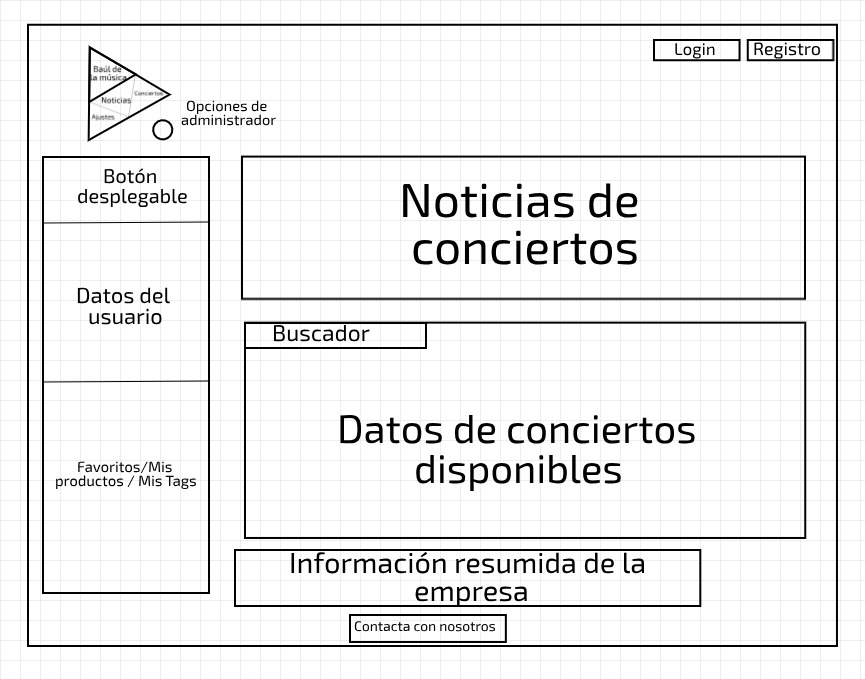 Login
Registro
Baúl de
la música
Conciertos
Noticias
Ajustes
Opciones de
administrador
Botón
desplegable
Datos del
usuario
Favoritos/Mis
productos / Mis Tags
Noticias de
conciertos
Buscador
Datos de conciertos
disponibles
Información resumida de la
empresa
Contacta con nosotros